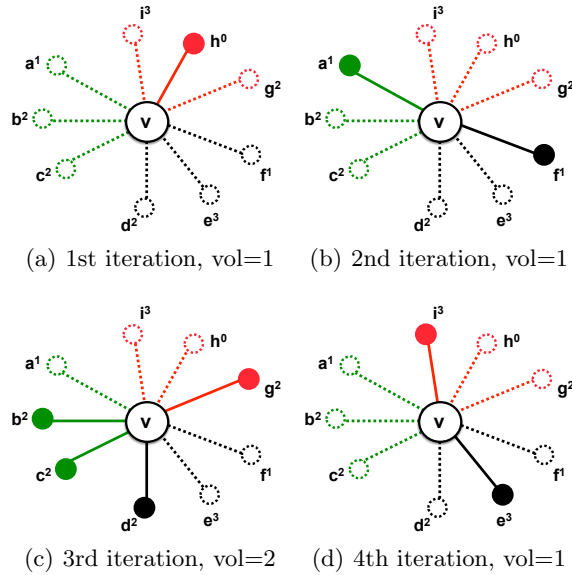 i³
h⁰
a¹
g²
b²
v
c²
f¹
d²
e³
(a) 1st iteration, vol=1
i³
h⁰
a¹
g²
b²
v
c²
f¹
d²
e³
(b) 2nd iteration, vol=1
i³
h⁰
a¹
g²
b²
v
c²
f¹
d²
e³
(c) 3rd iteration, vol=2
i³
h⁰
a¹
g²
b²
v
c²
f¹
d²
e³
(d) 4th iteration, vol=1